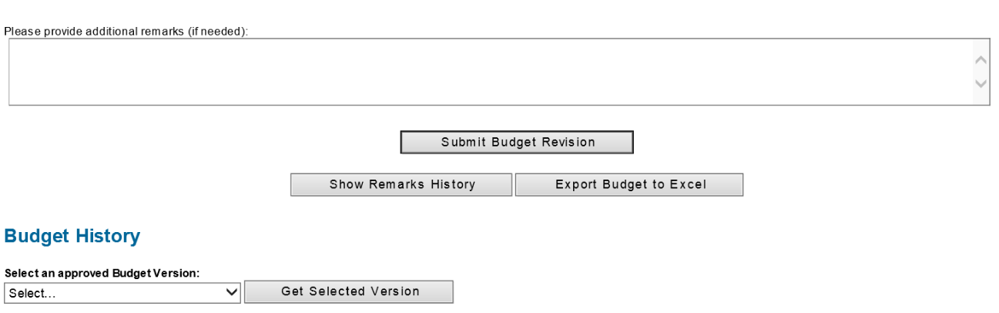 Please provide additional remarks (if needed):
Submit Budget Revision
Show Remarks History Export Budget to Excel
Budget History
Select an approved Budget Version:
Select... Get Selected Version